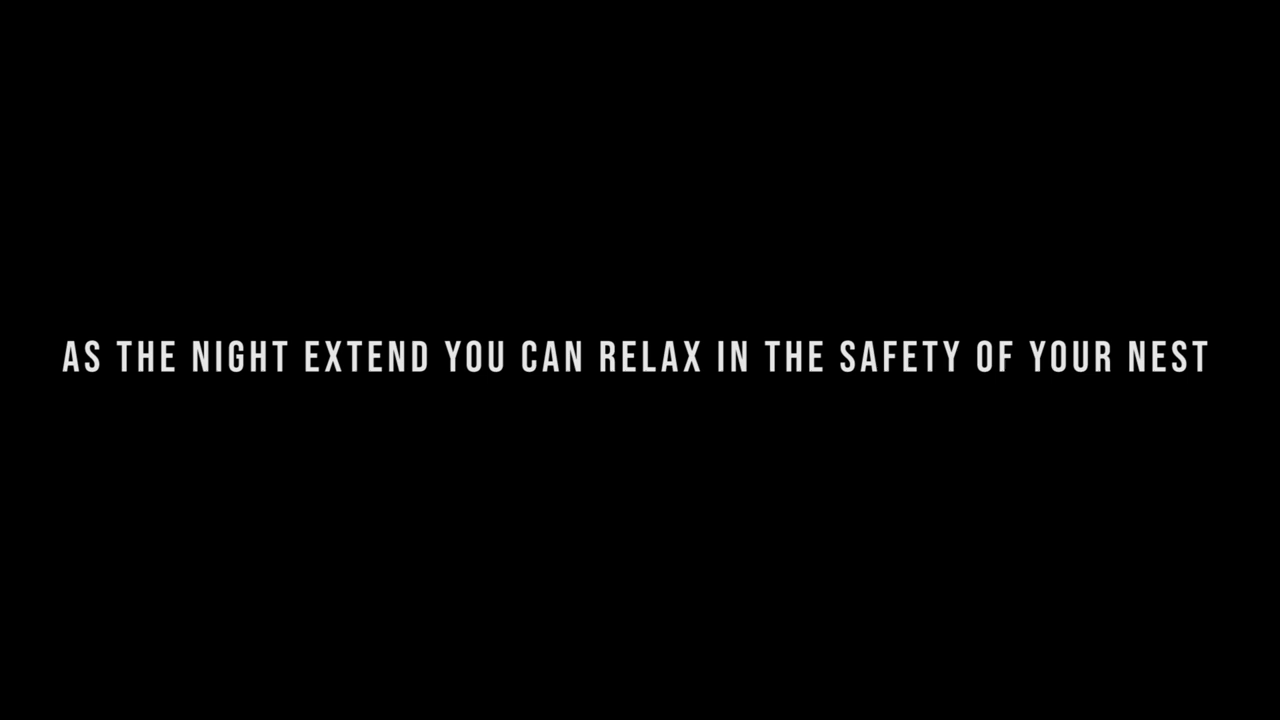 AS THE NIGHT EXTEND YOU CAN RELAX IN THE SAFETY OF YOUR NEST